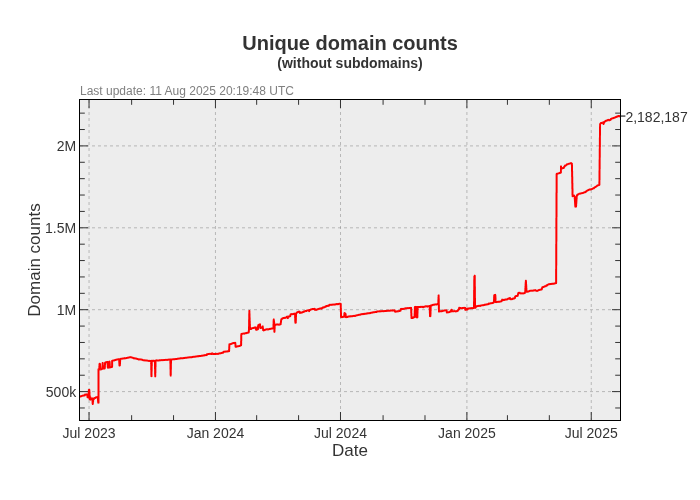 Unique domain counts
(without subdomains)
Last update: 11 Aug 2025 20:19:48 UTC
2,182,187
2M
1.5M
1M
500k
Domain counts
Jul 2023
Jan 2024
Jul 2024
Jan 2025
Jul 2025
Date